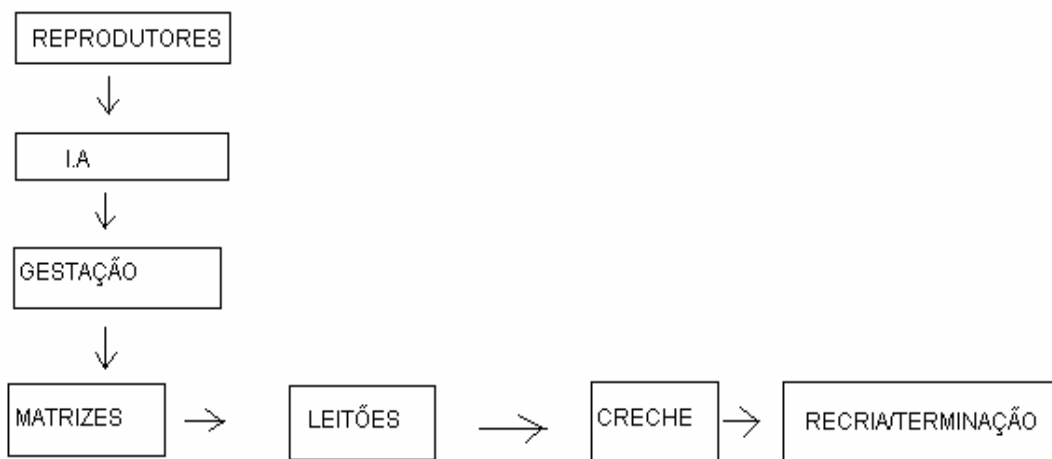 REPRODUTORES
I.A
GESTAÇÃO
MATRIZES
LEITÕES
CRECHE
RECRIA/TERMINAÇÃO